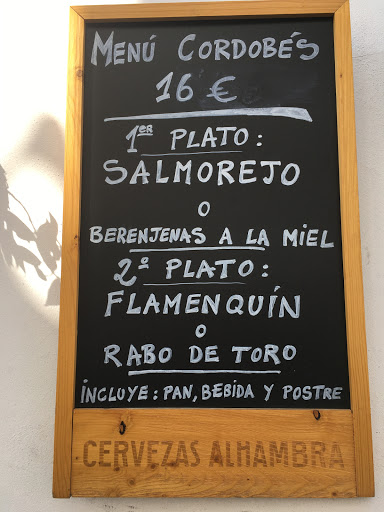 MENÚ CORDOBÉS
16 €
1er PLATO:
SALMOREJO
O
BERENJENAS A LA MIEL
2º PLATO:
FLAMENQUÍN
O
RABO DE TORO
INCLUYE: PAN, BEBIDA Y POSTRE
CERVEZAS ALHAMBRA